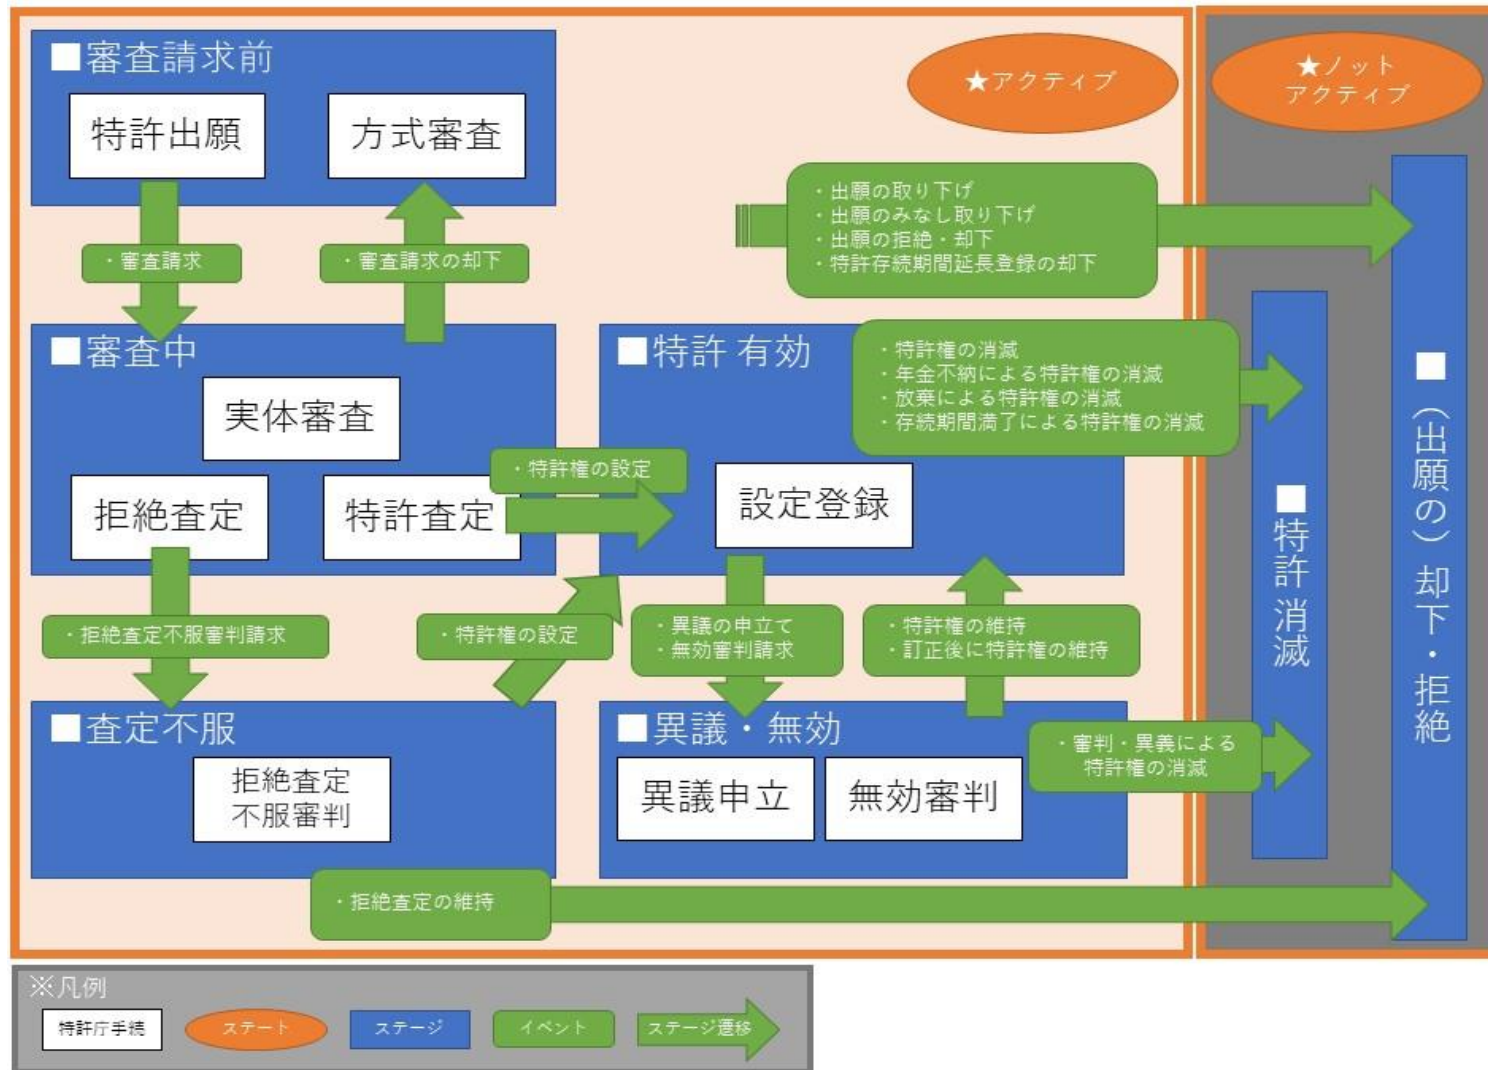 ■審査請求前
特許出願
方式審査
★アクティブ
★ノット
アクティブ
・審査請求
・審査請求の却下
・出願の取り下げ
・出願のみなし取り下げ
・出願の拒絶・却下
・特許存続期間延長登録の却下
■審査中
実体審査
拒絶査定
特許査定
・特許権の設定
■特許 有効
設定登録
・特許権の消滅
・年金不納による特許権の消滅
・放棄による特許権の消滅
・存続期間満了による特許権の消滅
・拒絶査定不服審判請求
・特許権の設定
・異議の申立て
・無効審判請求
・特許権の維持
・訂正後に特許権の維持
■査定不服
拒絶査定
不服審判
■異議・無効
異議申立
無効審判
・審判・異義による
特許権の消滅
・拒絶査定の維持
■特許 消滅
■（出願の）却下・拒絶
※凡例
特許庁手続
ステート
ステージ
イベント
ステージ遷移